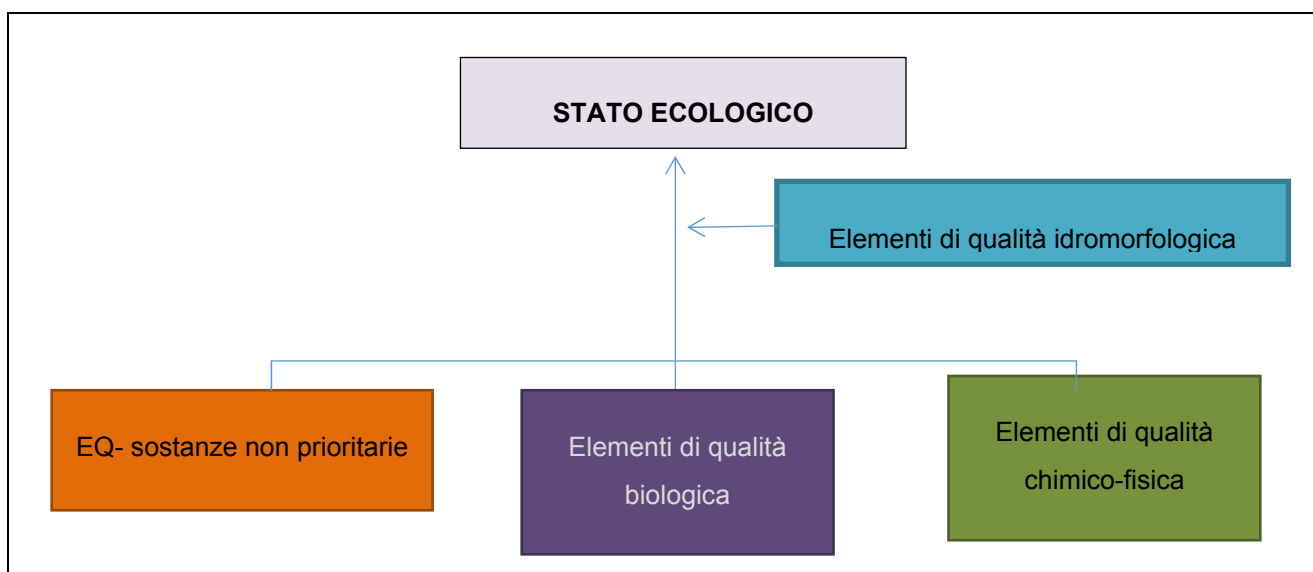 STATO ECOLOGICO
Elementi di qualità idromorfologica
EQ- sostanze non prioritarie
Elementi di qualità
biologica
Elementi di qualità
chimico-fisica